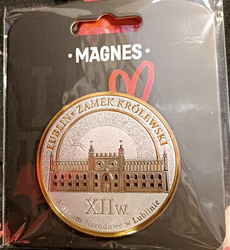 • MAGNES •
LUBLIN • ZAMEK KRÓLEWSKI
XII w.
Muzeum Narodowe w Lublinie